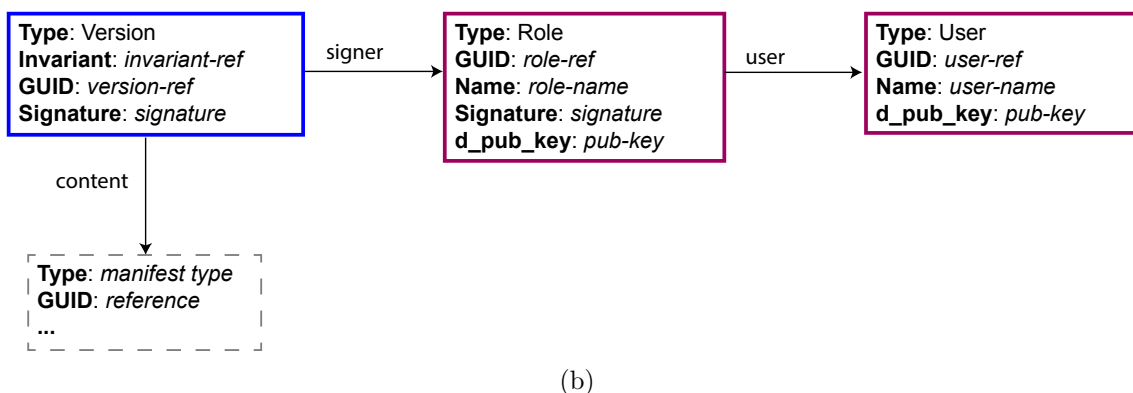 Type: Version
Invariant: invariant-ref
GUID: version-ref
Signature: signature
signer
Type: Role
GUID: role-ref
Name: role-name
Signature: signature
d_pub_key: pub-key
user
Type: User
GUID: user-ref
Name: user-name
d_pub_key: pub-key
content
Type: manifest type
GUID: reference
...
(b)